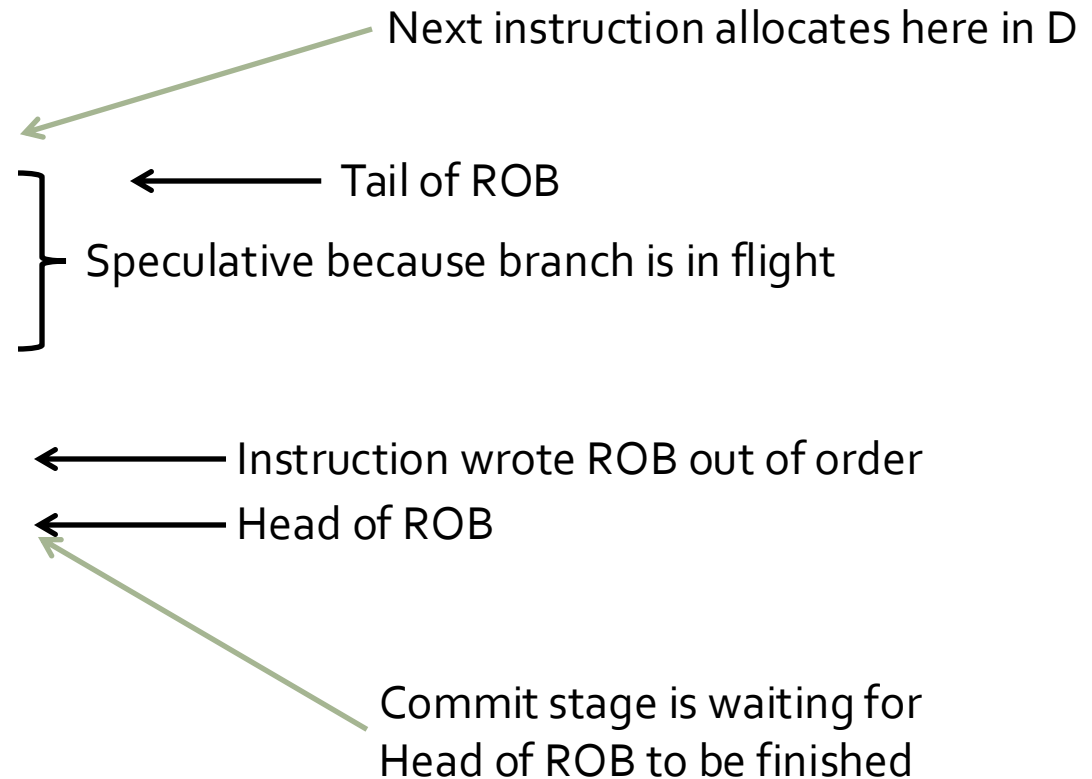 Next instruction allocates here in D
Tail of ROB
Speculative because branch is in flight
Instruction wrote ROB out of order
Head of ROB
Commit stage is waiting for
Head of ROB to be finished